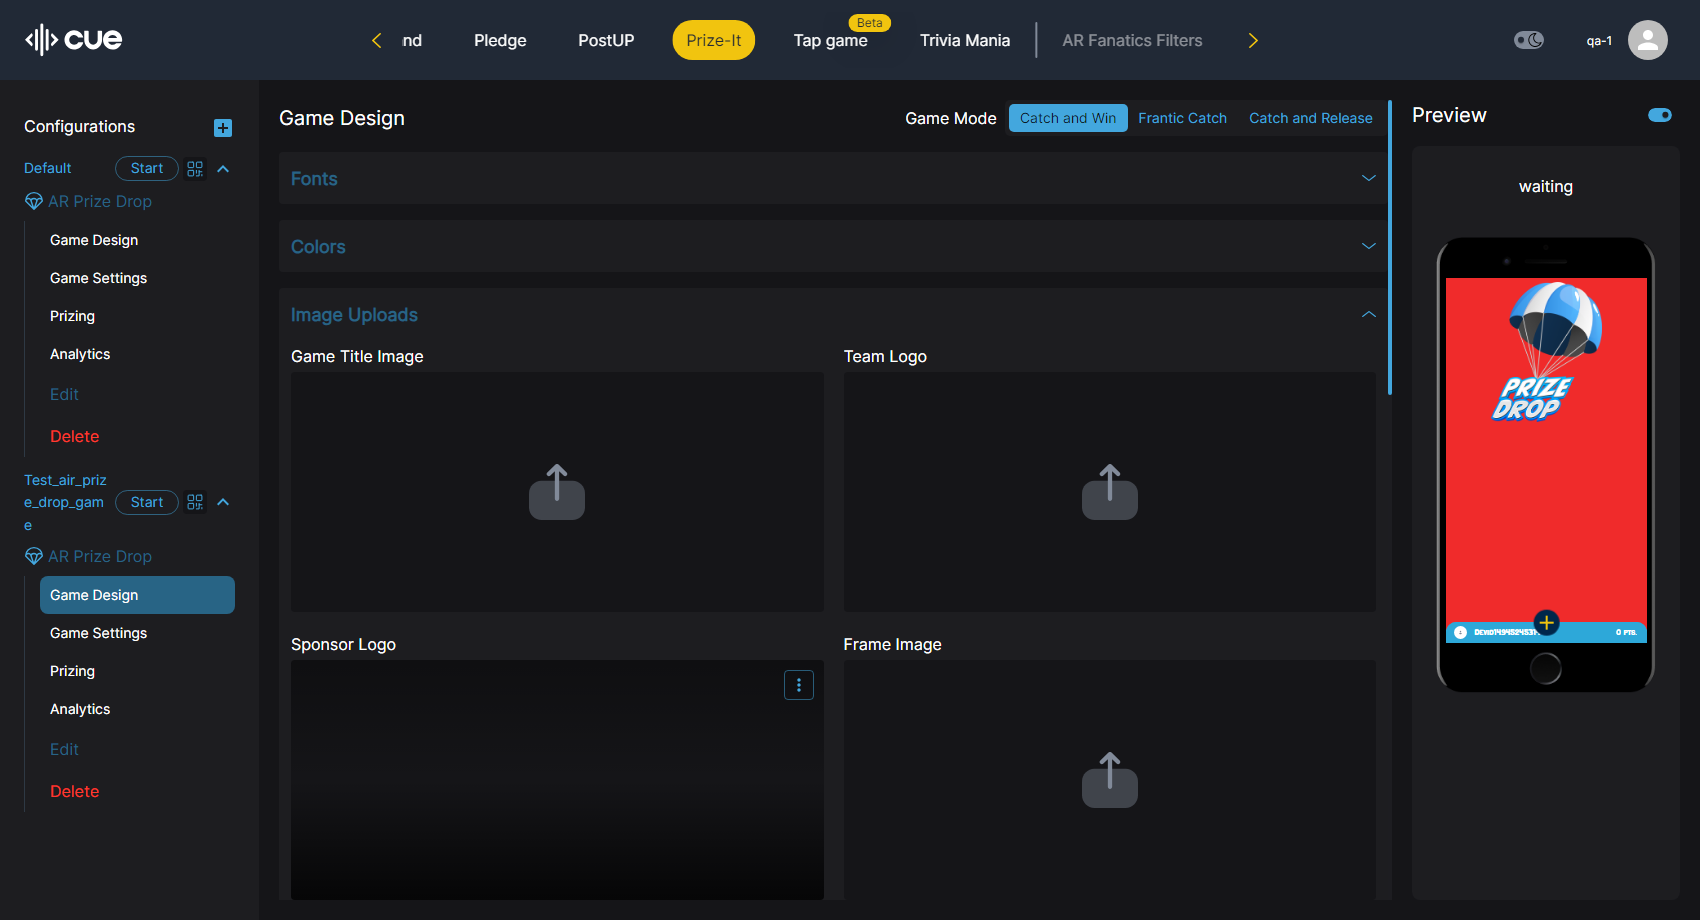 cue
nd
Pledge
PostUP
Prize-It
Beta
Tap game
Trivia Mania
AR Fanatics Filters
qa-1
Configurations
Default
Start
AR Prize Drop
Game Design
Game Settings
Prizing
Analytics
Edit
Delete
Test_air_priz
e_drop_gam
e
Start
AR Prize Drop
Game Design
Game Settings
Prizing
Analytics
Edit
Delete
Game Design
Game Mode
Catch and Win
Frantic Catch
Catch and Release
Fonts
Colors
Image Uploads
Game Title Image
Team Logo
Sponsor Logo
Frame Image
Preview
waiting
PRIZE
DROP
0 PTS.